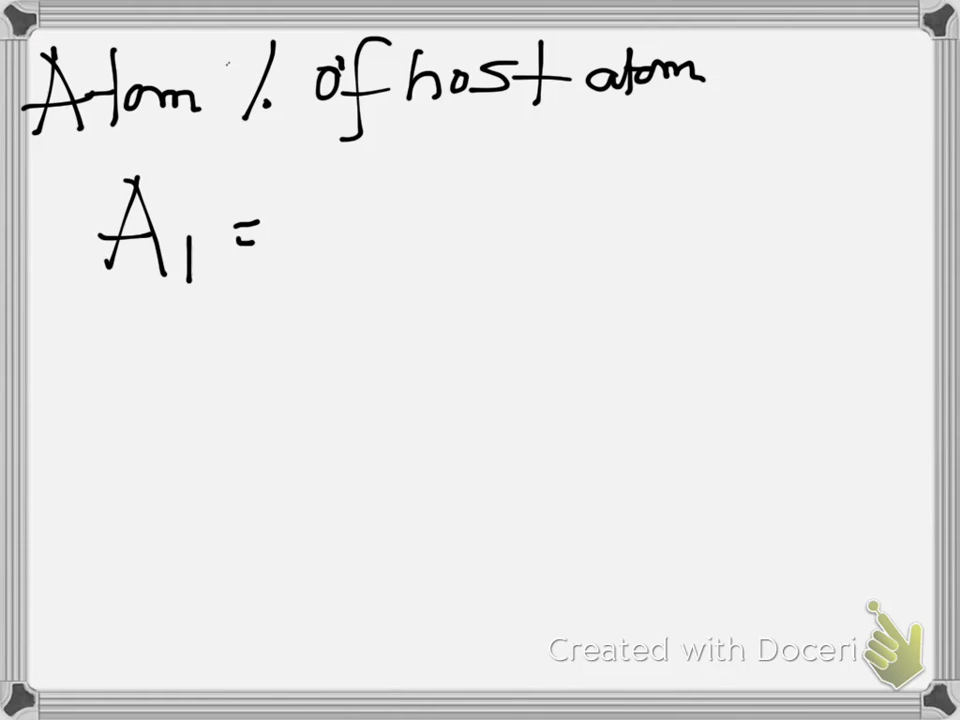 Atom % of host atom
A₁ =
Created with Doceri